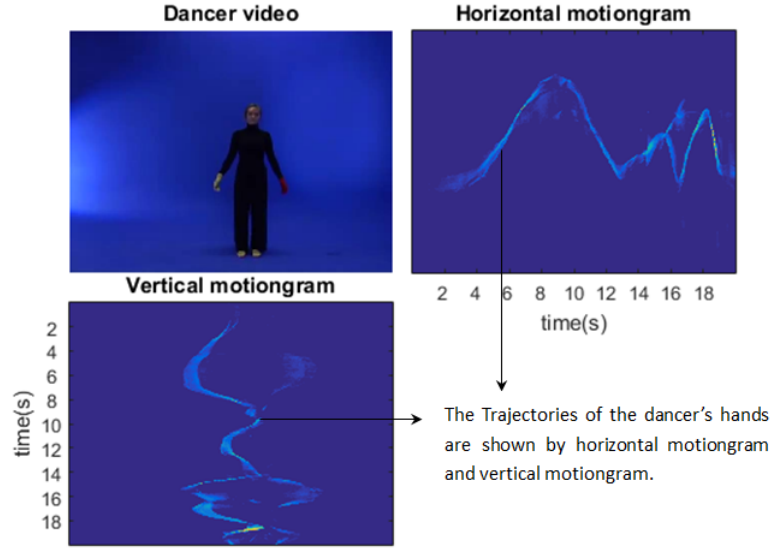 Dancer video
Horizontal motiongram
2 4 6 8 10 12 14 16 18
time(s)
Vertical motiongram
2
4
6
8
10
12
14
16
18
time(s)
The Trajectories of the dancer's hands
are shown by horizontal motiongram
and vertical motiongram.